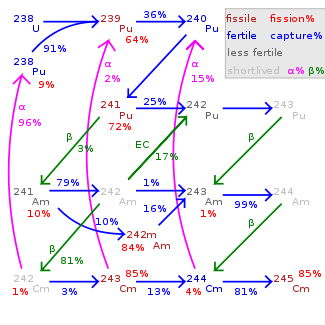 238 239 36% 240 fissile fission%
U Pu Pu fertile capture%
91% 64% less fertile
238 shortlived α% β%
Pu α α
9% 2% 15%
α 241 25% 242 243
96% Pu Pu Pu
72%
β EC β
3% 17%
241 79% 242 1% 243 244
Am Am Am Am
10% 16% 1% 99%
10%
242m
β 84% Am β
81%
242 243 85% 244 245 85%
Cm Cm Cm Cm
1% 3% 13% 4% 81%